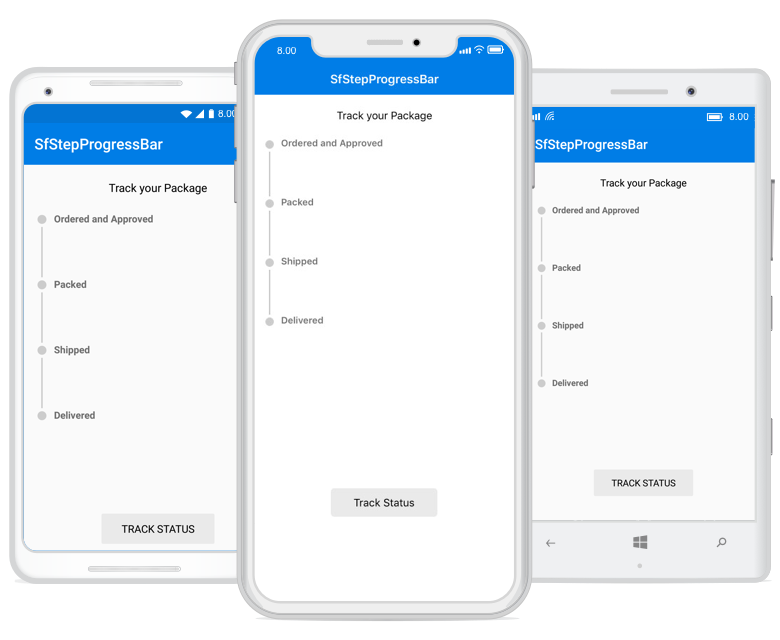 8.00
SfStepProgressBar
Track your Package
Ordered and Approved
Packed
Shipped
Delivered
TRACK STATUS
8.00
SfStepProgressBar
Track your Package
Ordered and Approved
Packed
Shipped
Delivered
Track Status
8.00
SfStepProgressBar
Track your Package
Ordered and Approved
Packed
Shipped
Delivered
TRACK STATUS